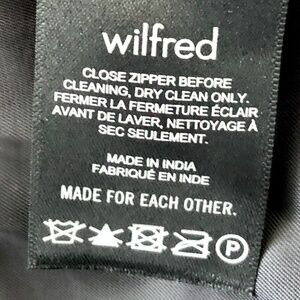 wilfred
CLOSE ZIPPER BEFORE
CLEANING, DRY CLEAN ONLY.
FERMER LA FERMETURE ÉCLAIR
AVANT DE LAVER, NETTOYAGE À
SEC SEULEMENT.
MADE IN INDIA
FABRIQUÉ EN INDE
MADE FOR EACH OTHER.
P